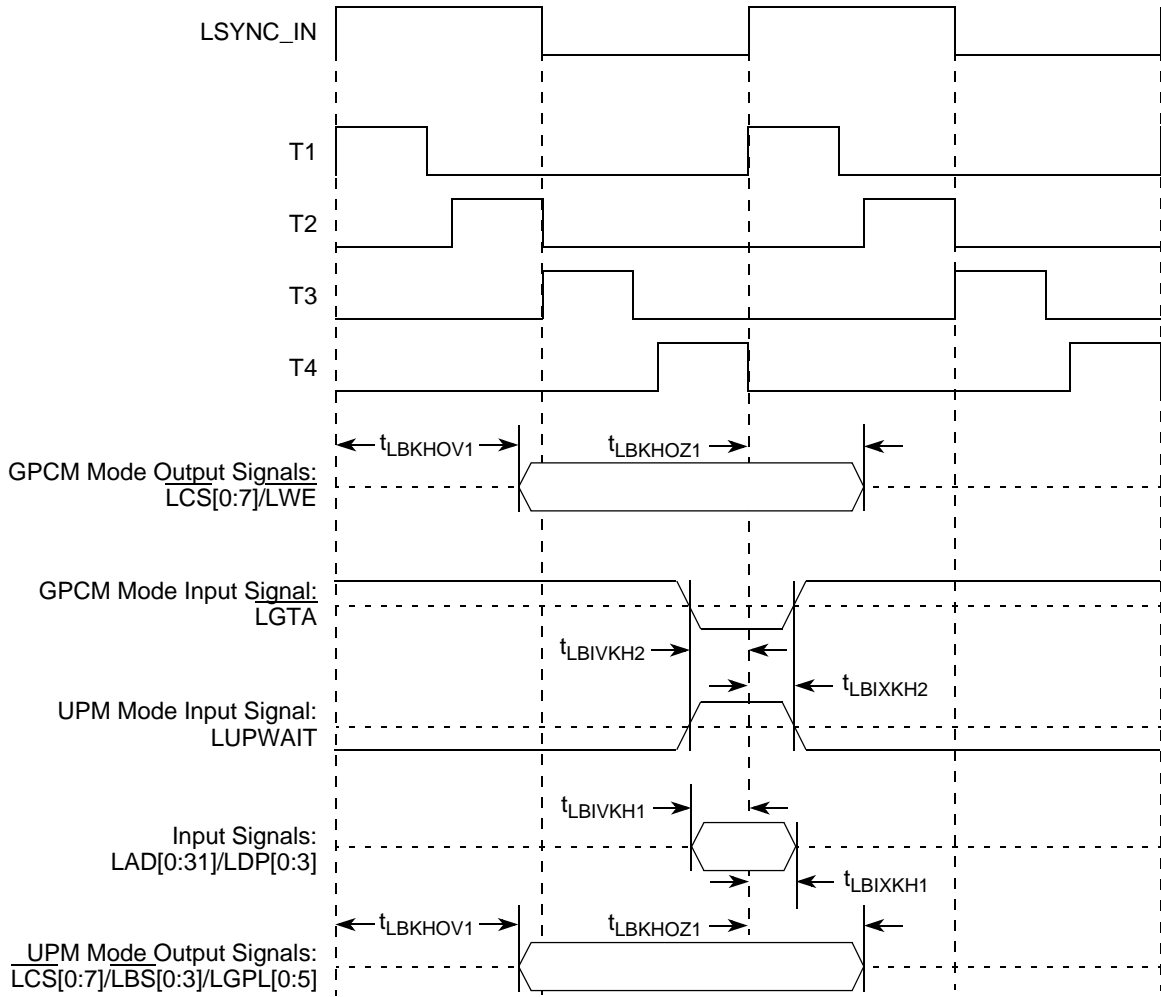 LSYNC_IN
T1
T2
T3
T4
tLBKHOV1
tLBKHOZ1
GPCM Mode Output Signals:
LCS[0:7]/LWE
GPCM Mode Input Signal:
LGTA
tLBIVKH2
tLBIXKH2
UPM Mode Input Signal:
LUPWAIT
tLBIVKH1
Input Signals:
LAD[0:31]/LDP[0:3]
tLBIXKH1
tLBKHOV1
tLBKHOZ1
UPM Mode Output Signals:
LCS[0:7]/LBS[0:3]/LGPL[0:5]